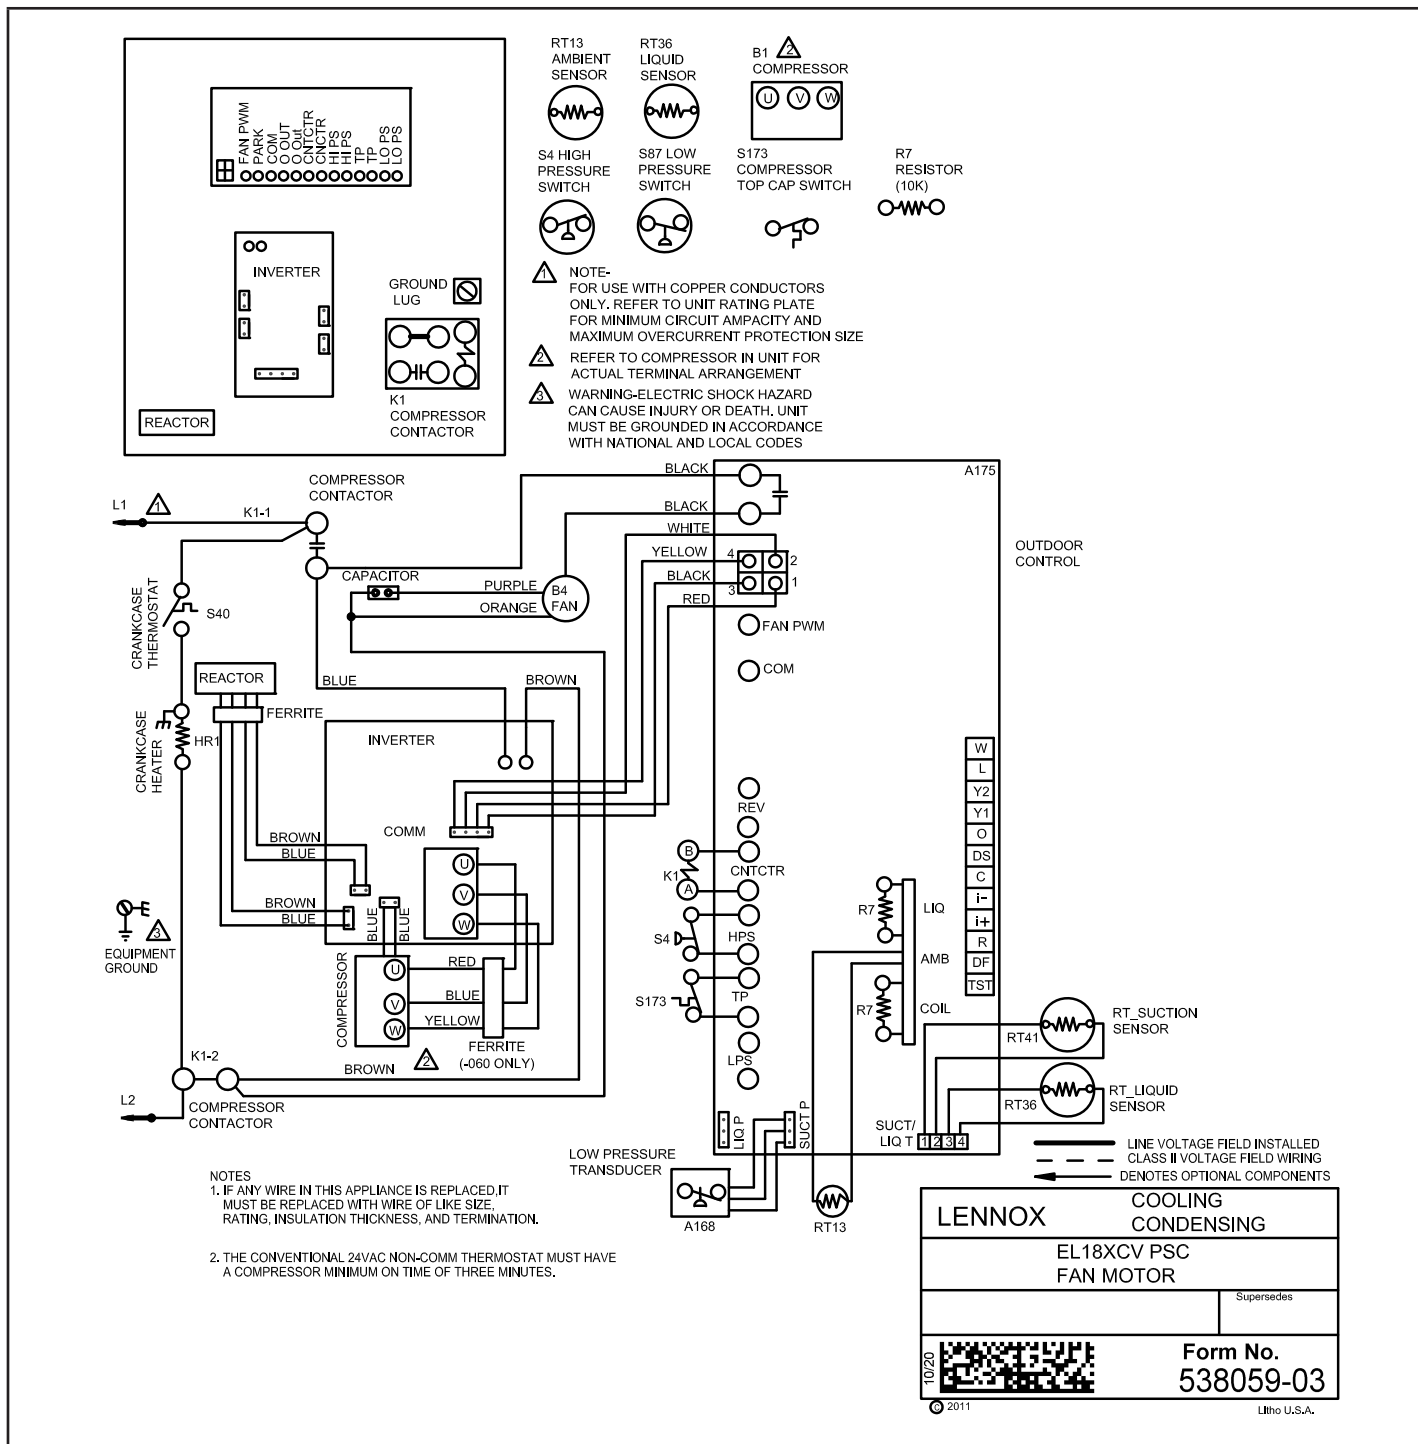 FAN PWM
PARK
COM
O OUT
O Out
CNTCTR
CNCTR
HI PS
HI PS
TP
TP
LO PS
LO PS
INVERTER
GROUND
LUG
K1
COMPRESSOR
CONTACTOR
REACTOR
RT13
AMBIENT
SENSOR
RT36
LIQUID
SENSOR
B1 2
COMPRESSOR
U V W
S4 HIGH
PRESSURE
SWITCH
S87 LOW
PRESSURE
SWITCH
S173
COMPRESSOR
TOP CAP SWITCH
R7
RESISTOR
(10K)
1 NOTE-
FOR USE WITH COPPER CONDUCTORS
ONLY. REFER TO UNIT RATING PLATE
FOR MINIMUM CIRCUIT AMPACITY AND
MAXIMUM OVERCURRENT PROTECTION SIZE
2 REFER TO COMPRESSOR IN UNIT FOR
ACTUAL TERMINAL ARRANGEMENT
3 WARNING-ELECTRIC SHOCK HAZARD
CAN CAUSE INJURY OR DEATH. UNIT
MUST BE GROUNDED IN ACCORDANCE
WITH NATIONAL AND LOCAL CODES
COMPRESSOR
CONTACTOR
L1 1
K1-1
BLACK
BLACK
WHITE
YELLOW
BLACK
RED
4 2
3 1
A175
OUTDOOR
CONTROL
CAPACITOR
PURPLE
ORANGE
B4
FAN
CRANKCASE
THERMOSTAT
S40
FAN PWM
COM
REACTOR
FERRITE
BLUE
BROWN
CRANKCASE
HEATER
HR1
INVERTER
COMM
BROWN
BLUE
BROWN
BLUE
BLUE
BLUE
U
V
W
EQUIPMENT
GROUND
3
COMPRESSOR
U
V
W
RED
BLUE
YELLOW
FERRITE
(-060 ONLY)
2
BROWN
K1-2
L2
COMPRESSOR
CONTACTOR
REV
B
K1
A
CNTCTR
S4
HPS
S173
TP
LPS
W
L
Y2
Y1
O
DS
C
i-
i+
R
DF
TST
R7
LIQ
AMB
R7
COIL
RT41
RT_SUCTION
SENSOR
RT36
RT_LIQUID
SENSOR
SUCT/
LIQ T
1 2 3 4
LIQ P
SUCT P
LOW PRESSURE
TRANSDUCER
A168
RT13
LINE VOLTAGE FIELD INSTALLED
CLASS II VOLTAGE FIELD WIRING
DENOTES OPTIONAL COMPONENTS
NOTES
1. IF ANY WIRE IN THIS APPLIANCE IS REPLACED,IT
MUST BE REPLACED WITH WIRE OF LIKE SIZE,
RATING, INSULATION THICKNESS, AND TERMINATION.
2. THE CONVENTIONAL 24VAC NON-COMM THERMOSTAT MUST HAVE
A COMPRESSOR MINIMUM ON TIME OF THREE MINUTES.
LENNOX
COOLING
CONDENSING
EL18XCV PSC
FAN MOTOR
Supersedes
10/20
Form No.
538059-03
© 2011
Litho U.S.A.